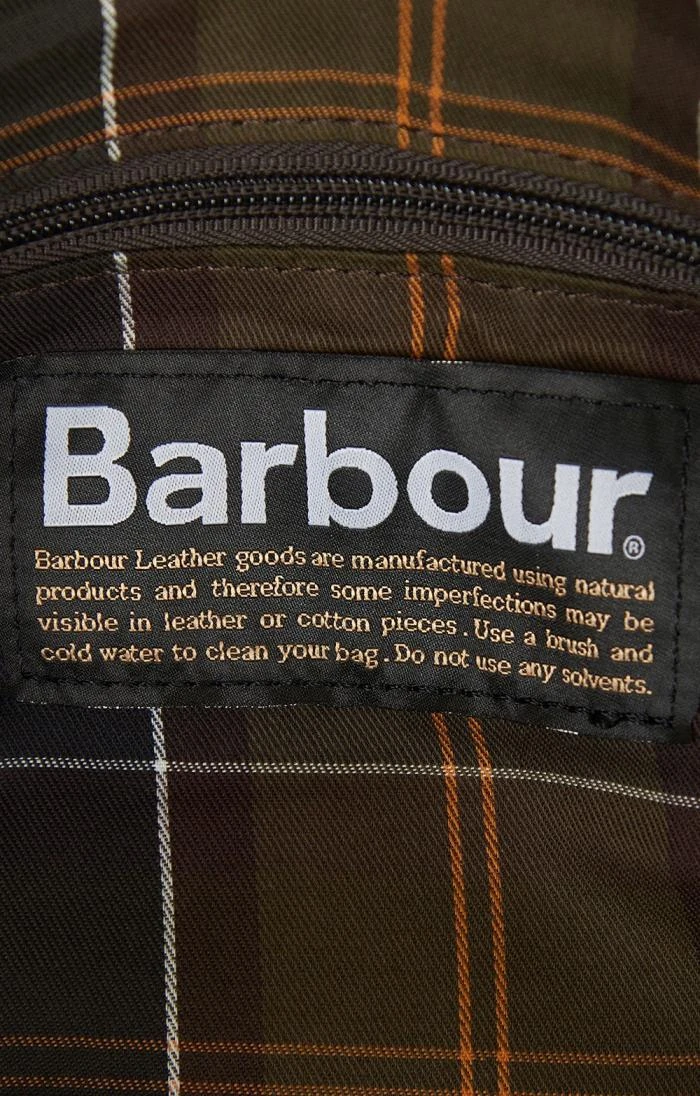 Barbour®
Barbour Leather goods are manufactured using natural
products and therefore some imperfections may be
visible in leather or cotton pieces. Use a brush and
cold water to clean your bag. Do not use any solvents.